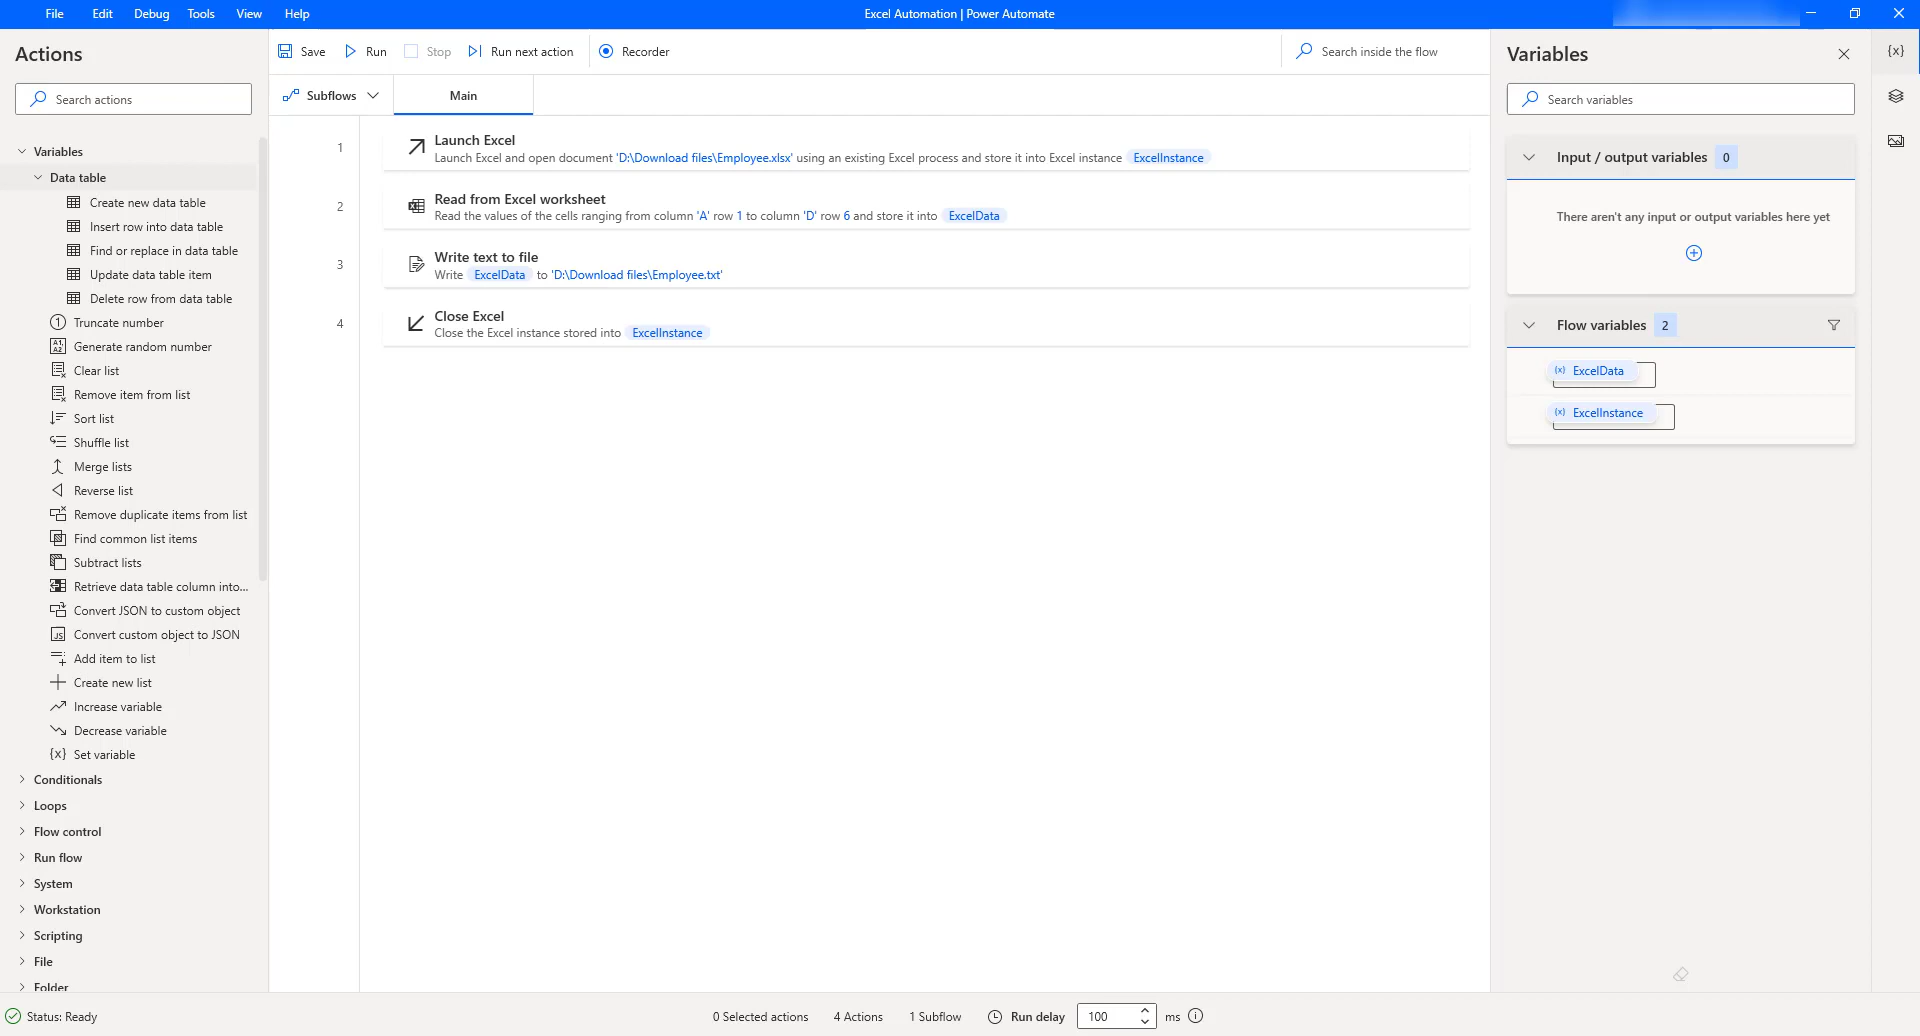 File Edit Debug Tools View Help
Excel Automation | Power Automate
Actions
Search actions
Variables
Data table
Create new data table
Insert row into data table
Find or replace in data table
Update data table item
Delete row from data table
Truncate number
Generate random number
Clear list
Remove item from list
Sort list
Shuffle list
Merge lists
Reverse list
Remove duplicate items from list
Find common list items
Subtract lists
Retrieve data table column into...
Convert JSON to custom object
Convert custom object to JSON
Add item to list
Create new list
Increase variable
Decrease variable
{x} Set variable
Conditionals
Loops
Flow control
Run flow
System
Workstation
Scripting
File
Folder
Save Run Stop Run next action Recorder
Search inside the flow
Subflows Main
1 Launch Excel
Launch Excel and open document 'D:\Download files\Employee.xlsx' using an existing Excel process and store it into Excel instance ExcelInstance
2 Read from Excel worksheet
Read the values of the cells ranging from column 'A' row 1 to column 'D' row 6 and store it into ExcelData
3 Write text to file
Write ExcelData to 'D:\Download files\Employee.txt'
4 Close Excel
Close the Excel instance stored into ExcelInstance
Variables
{x}
Search variables
Input / output variables 0
There aren't any input or output variables here yet
Flow variables 2
(x) ExcelData
(x) ExcelInstance
Status: Ready
0 Selected actions 4 Actions 1 Subflow Run delay 100 ms